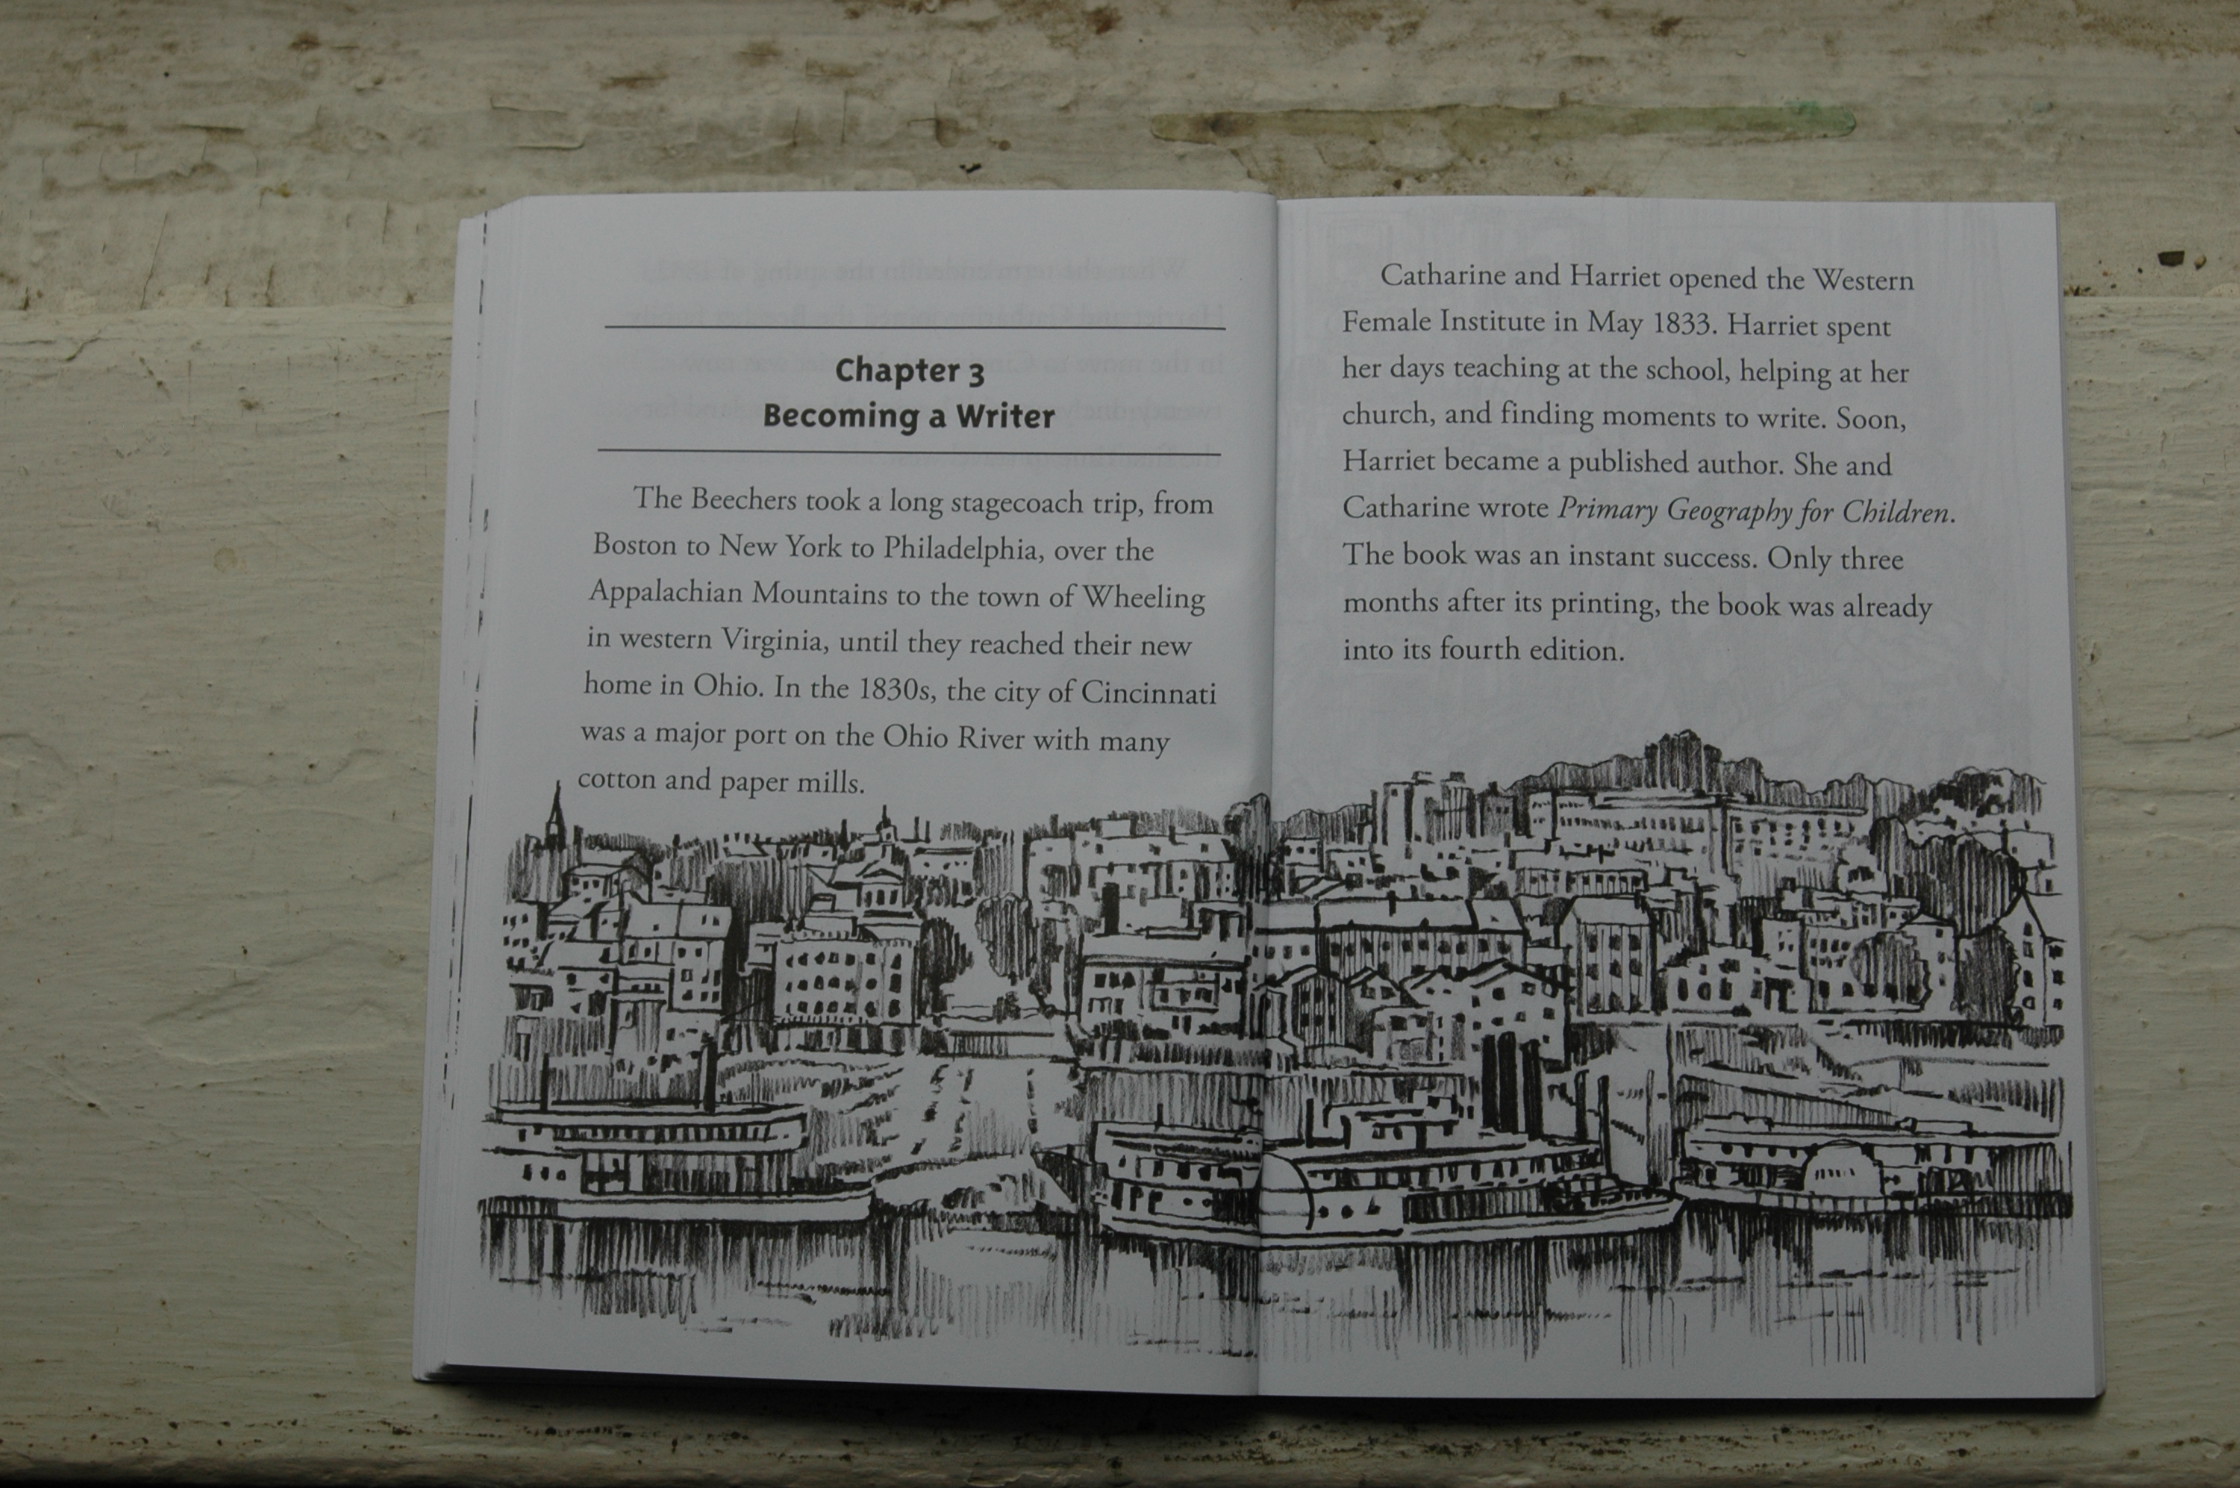 Chapter 3
Becoming a Writer
The Beechers took a long stagecoach trip, from
Boston to New York to Philadelphia, over the
Appalachian Mountains to the town of Wheeling
in western Virginia, until they reached their new
home in Ohio. In the 1830s, the city of Cincinnati
was a major port on the Ohio River with many
cotton and paper mills.
Catharine and Harriet opened the Western
Female Institute in May 1833. Harriet spent
her days teaching at the school, helping at her
church, and finding moments to write. Soon,
Harriet became a published author. She and
Catharine wrote Primary Geography for Children.
The book was an instant success. Only three
months after its printing, the book was already
into its fourth edition.